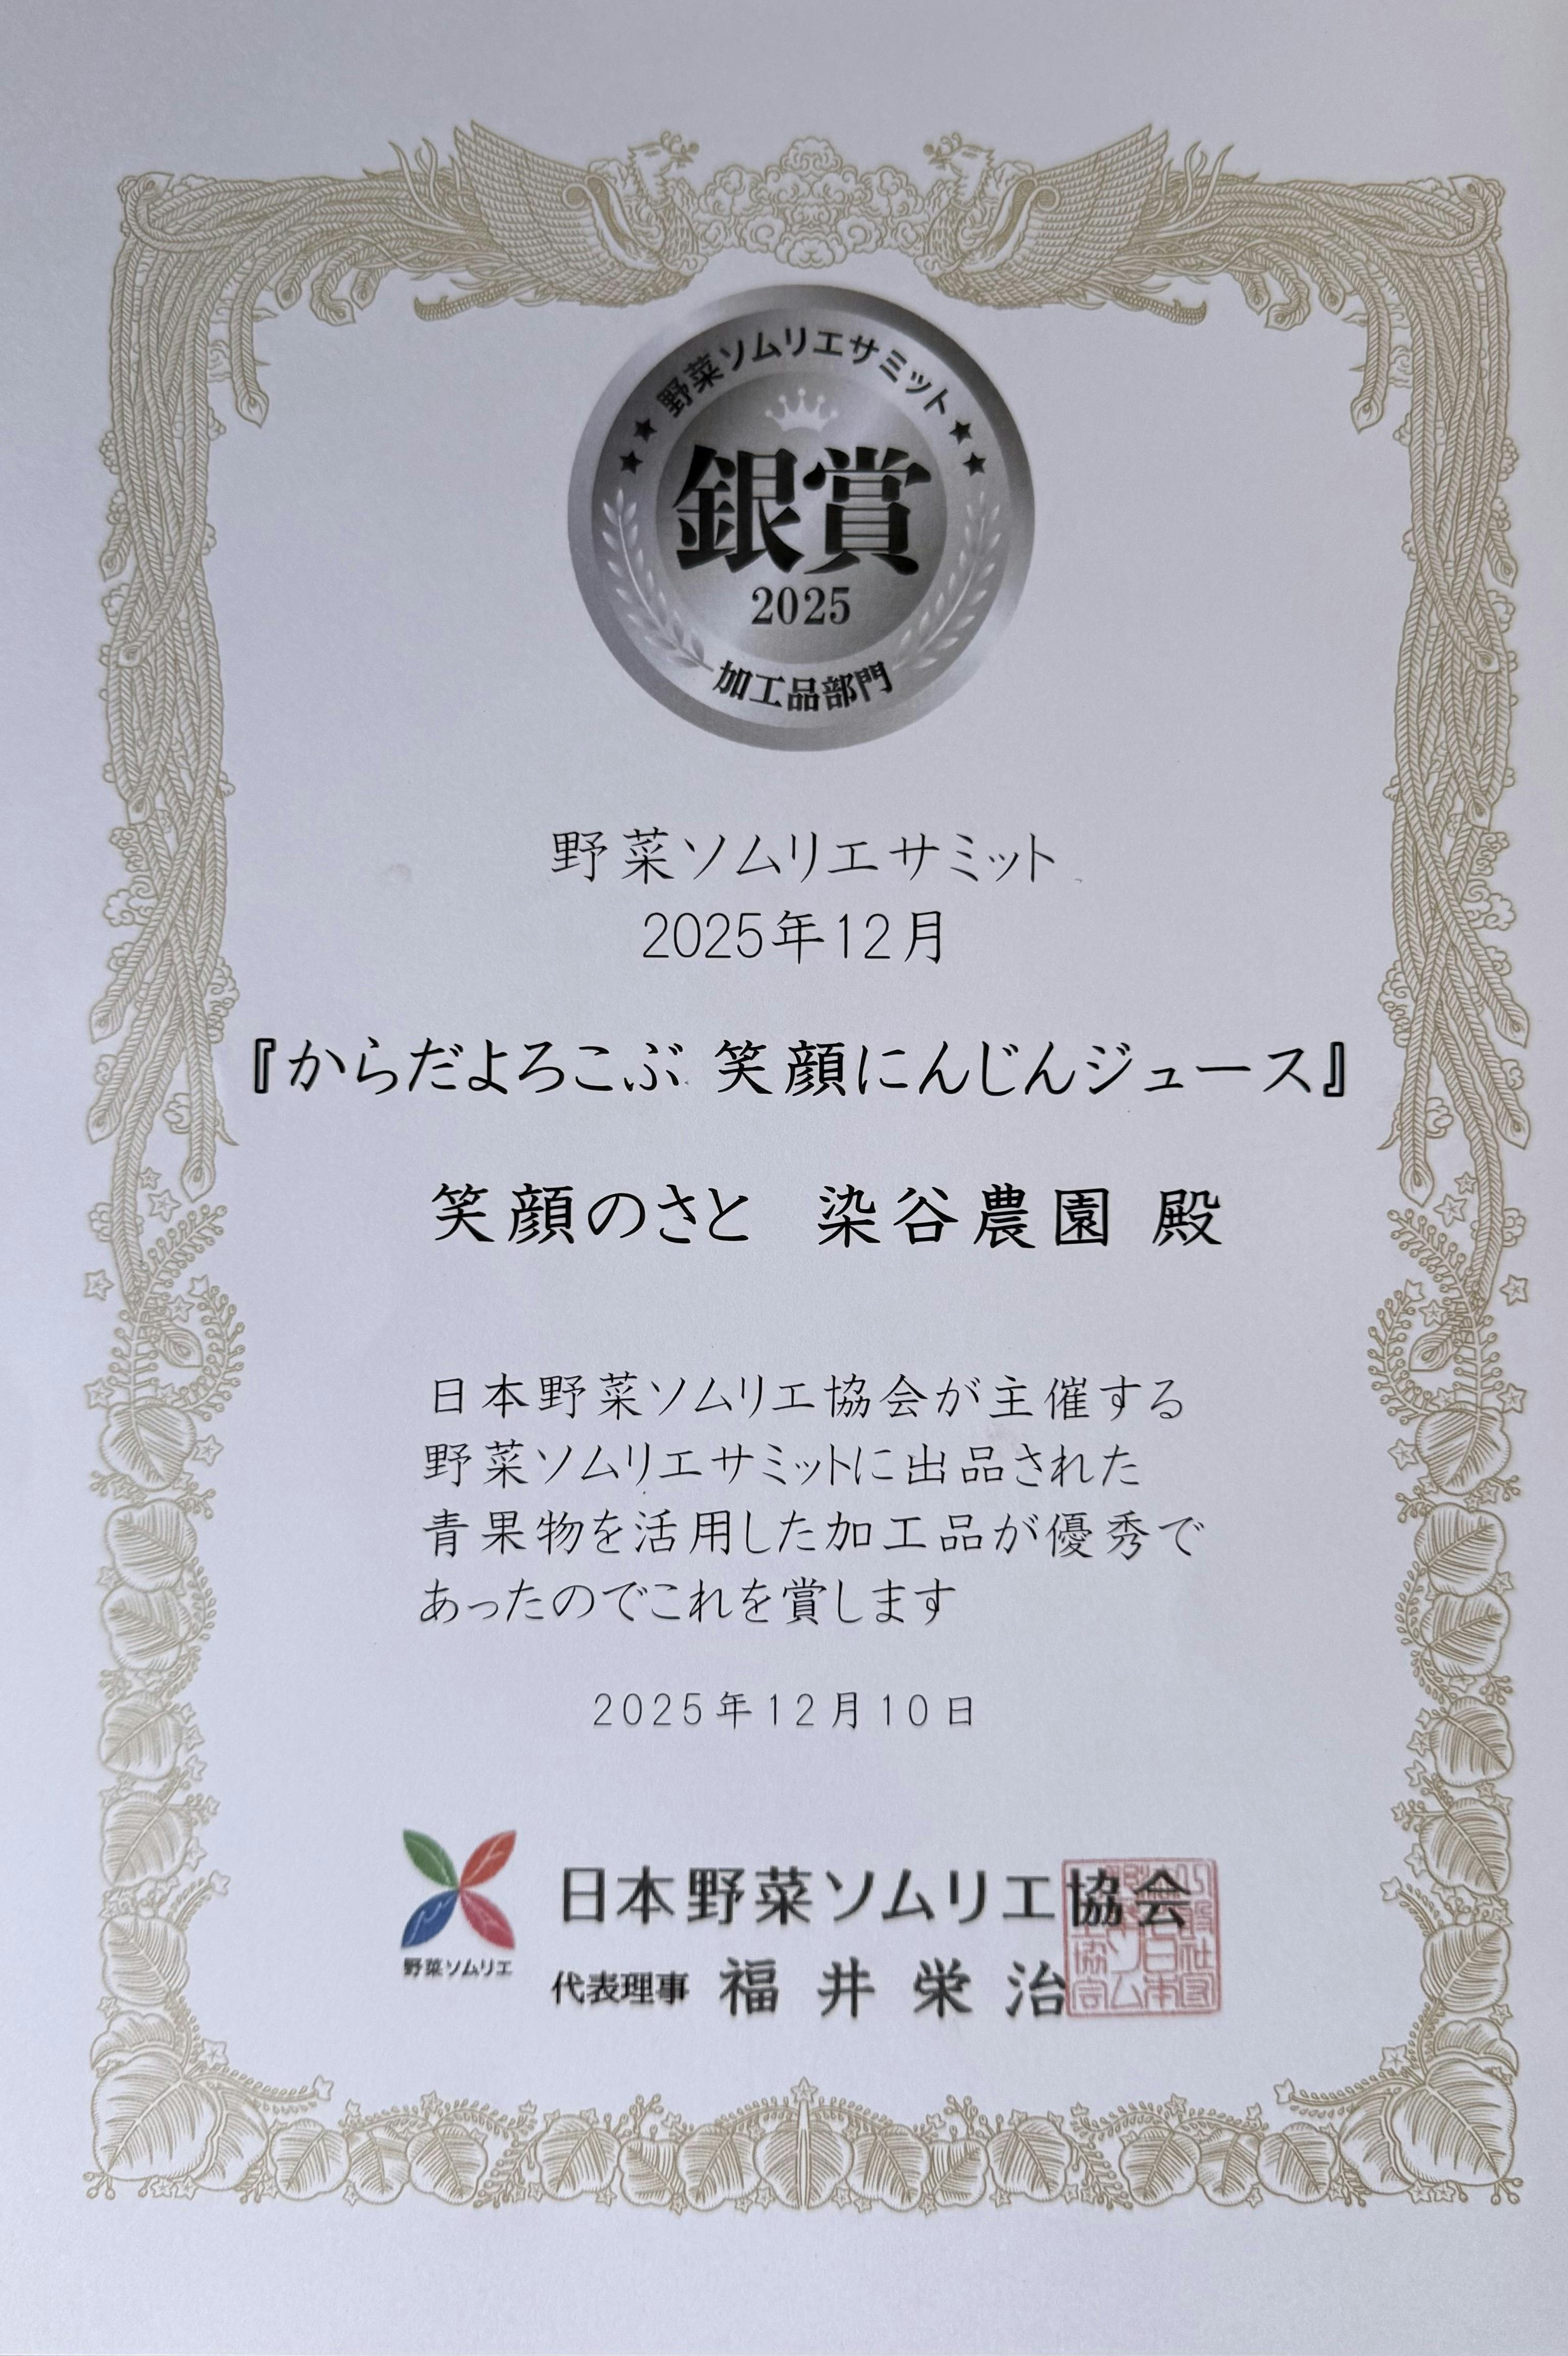 野菜ソムリエサミット
銀賞
2025
加工品部門
野菜ソムリエサミット
2025年12月
『からだよろこぶ 笑顔にんじんジュース』
笑顔のさと 染谷農園 殿
日本野菜ソムリエ協会が主催する
野菜ソムリエサミットに出品された
青果物を活用した加工品が優秀で
あったのでこれを賞します
2025年12月10日
野菜ソムリエ
日本野菜ソムリエ協会
代表理事 福井栄治